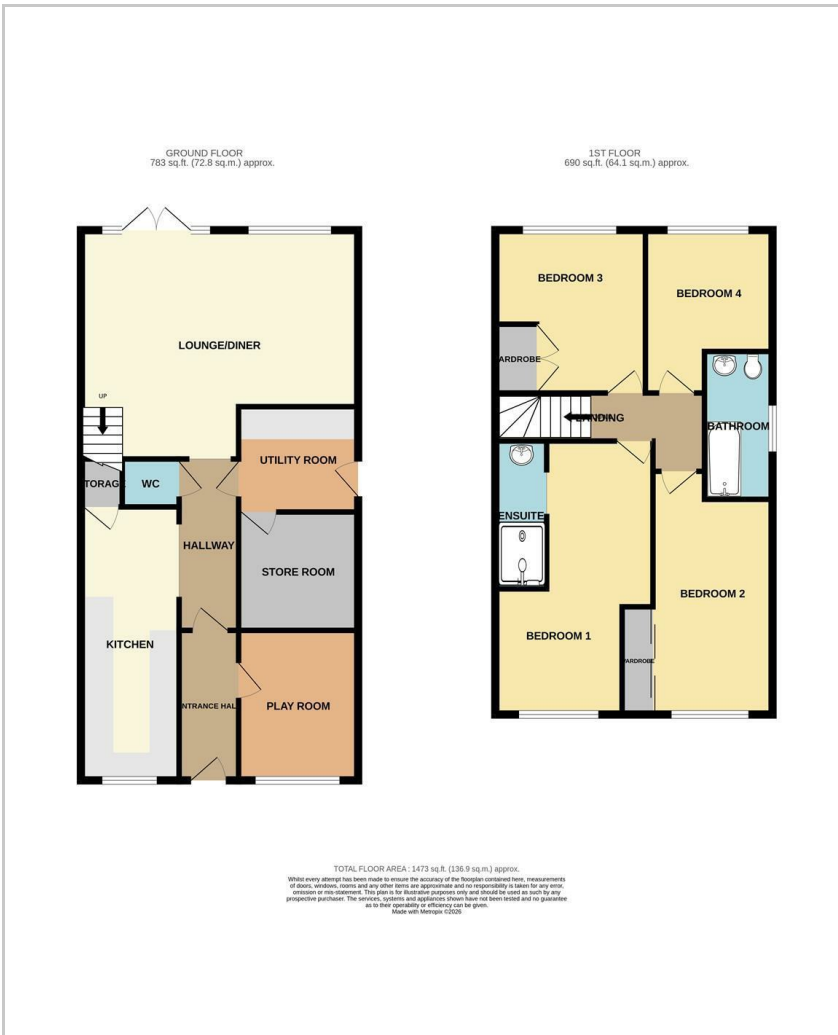 GROUND FLOOR
783 sq.ft. (72.8 sq.m.) approx.
1ST FLOOR
690 sq.ft. (64.1 sq.m.) approx.
LOUNGE/DINER
UP
UTILITY ROOM
TORAGE
WC
HALLWAY
STORE ROOM
KITCHEN
NTRANCE HAL
PLAY ROOM
BEDROOM 3
BEDROOM 4
ARDROBE
LANDING
BATHROOM
ENSUITE
BEDROOM 2
BEDROOM 1
ARDROBE
TOTAL FLOOR AREA : 1473 sq.ft. (136.9 sq.m.) approx.
Whilst every attempt has been made to ensure the accuracy of the floorplan contained here, measurements
of doors, windows, rooms and any other items are approximate and no responsibility is taken for any error,
omission or mis-statement. This plan is for illustrative purposes only and should be used as such by any
prospective purchaser. The services, systems and appliances shown have not been tested and no guarantee
as to their operability or efficiency can be given.
Made with Metropix ©2026